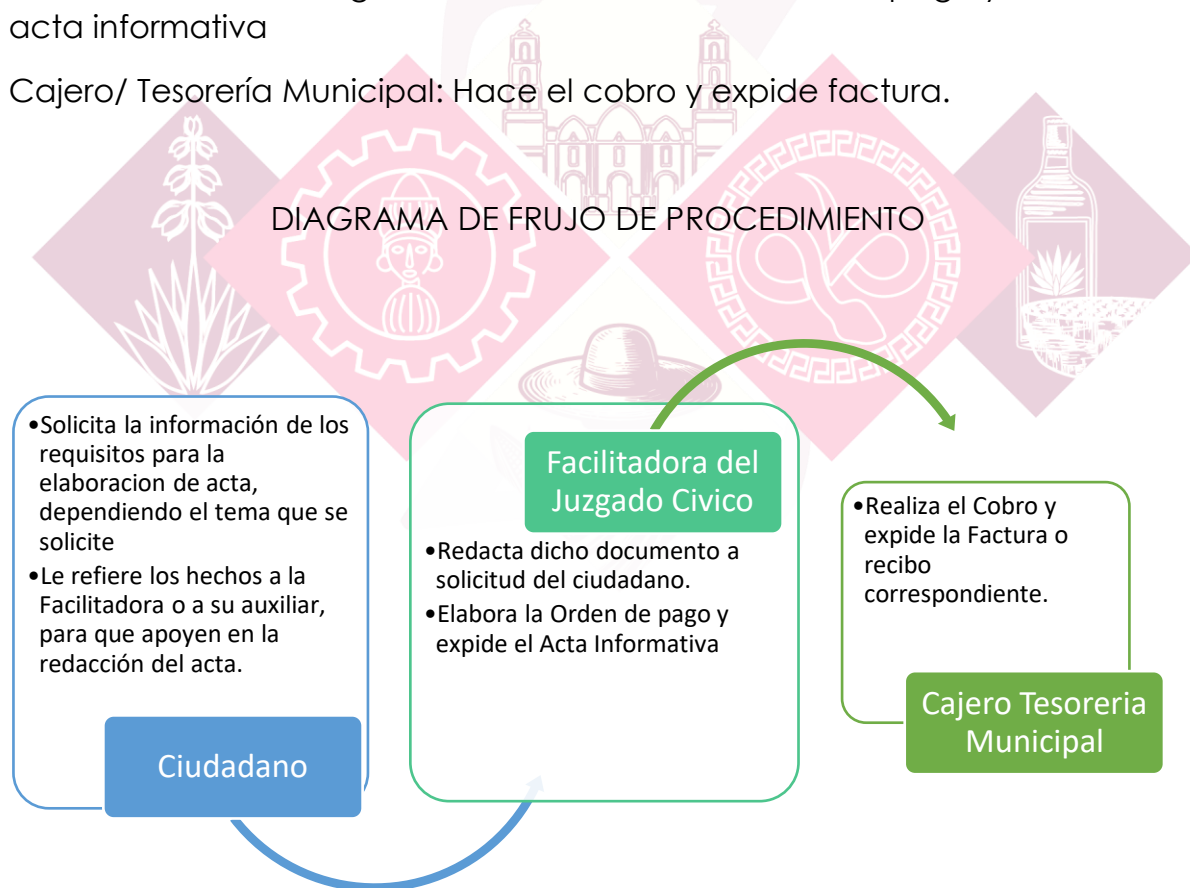 acta informativa
Cajero/ Tesorería Municipal: Hace el cobro y expide factura.
DIAGRAMA DE FRUJO DE PROCEDIMIENTO
•Solicita la información de los
requisitos para la
elaboracion de acta,
dependiendo el tema que se
solicite
•Le refiere los hechos a la
Facilitadora o a su auxiliar,
para que apoyen en la
redacción del acta.
Ciudadano
Facilitadora del
Juzgado Civico
•Redacta dicho documento a
solicitud del ciudadano.
•Elabora la Orden de pago y
expide el Acta Informativa
•Realiza el Cobro y
expide la Factura o
recibo
correspondiente.
Cajero Tesoreria
Municipal